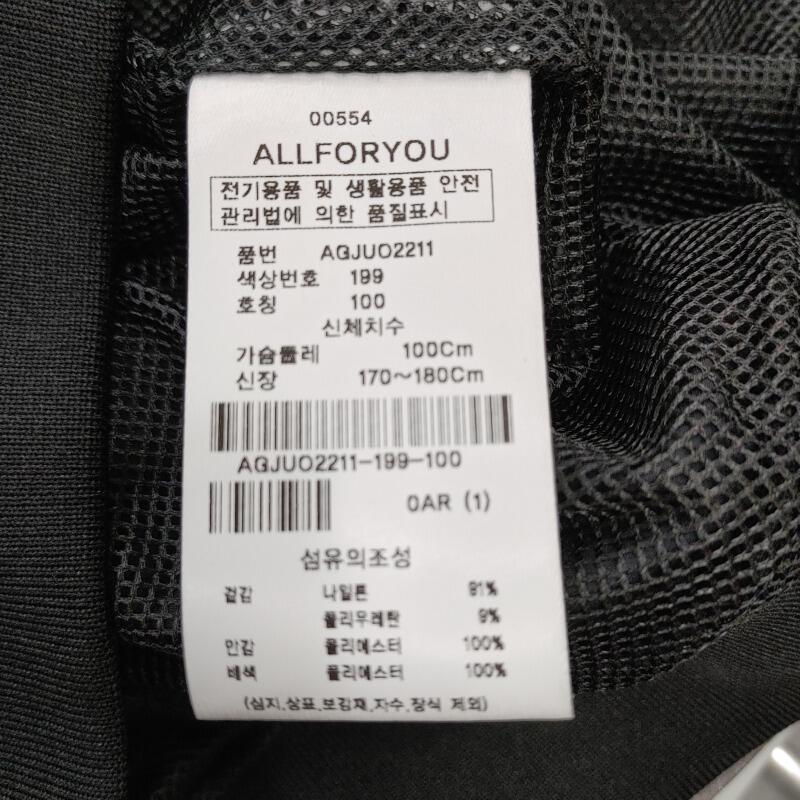 00554
ALLFORYOU
전기용품 및 생활용품 안전
관리법에 의한 품질표시
품번 AGJUO2211
색상번호 199
호칭 100
신체치수
가슴둘레 100Cm
신장 170~180Cm
AGJUO2211-199-100
0AR (1)
섬유의조성
겉감 나일론 91%
폴리우레탄 9%
안감 폴리에스터 100%
배색 폴리에스터 100%
(심지,상표,보강재,자수,장식 제외)